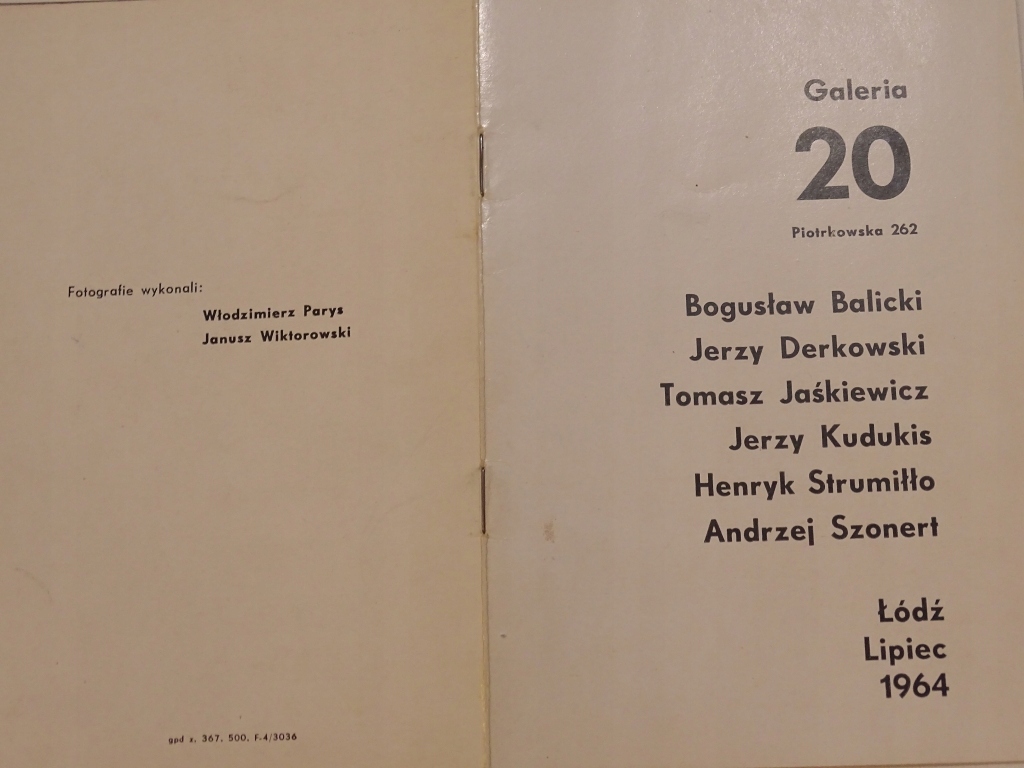 Fotografie wykonali:
Włodzimierz Parys
Janusz Wiktorowski
gpd z. 367. 500. F-4/3036
Galeria
20
Piotrkowska 262
Bogusław Balicki
Jerzy Derkowski
Tomasz Jaśkiewicz
Jerzy Kudukis
Henryk Strumiłło
Andrzej Szonert
Łódź
Lipiec
1964